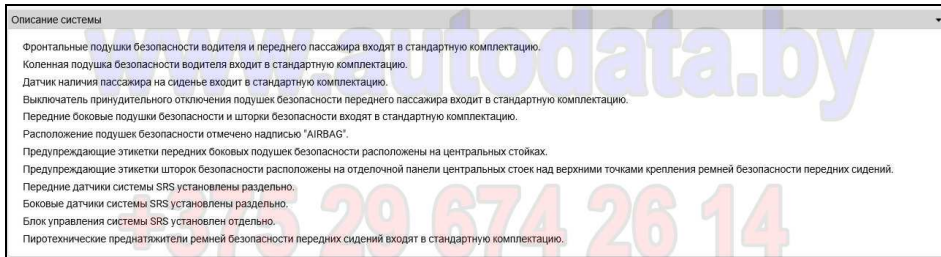 Описание системы
www.autodata.by
Фронтальные подушки безопасности водителя и переднего пассажира входят в стандартную комплектацию.
Коленная подушка безопасности водителя входит в стандартную комплектацию.
Датчик наличия пассажира на сиденье входит в стандартную комплектацию.
Выключатель принудительного отключения подушек безопасности переднего пассажира входит в стандартную комплектацию.
Передние боковые подушки безопасности и шторки безопасности входят в стандартную комплектацию.
Расположение подушек безопасности отмечено надписью "AIRBAG".
Предупреждающие этикетки передних боковых подушек безопасности расположены на центральных стойках.
Предупреждающие этикетки шторок безопасности расположены на отделочной панели центральных стоек над верхними точками крепления ремней безопасности передних сидений.
Передние датчики системы SRS установлены раздельно.
Боковые датчики системы SRS установлены раздельно.
Блок управления системы SRS установлен отдельно.
Пиротехнические преднатяжители ремней безопасности передних сидений входят в стандартную комплектацию.
+375 29 674 26 14